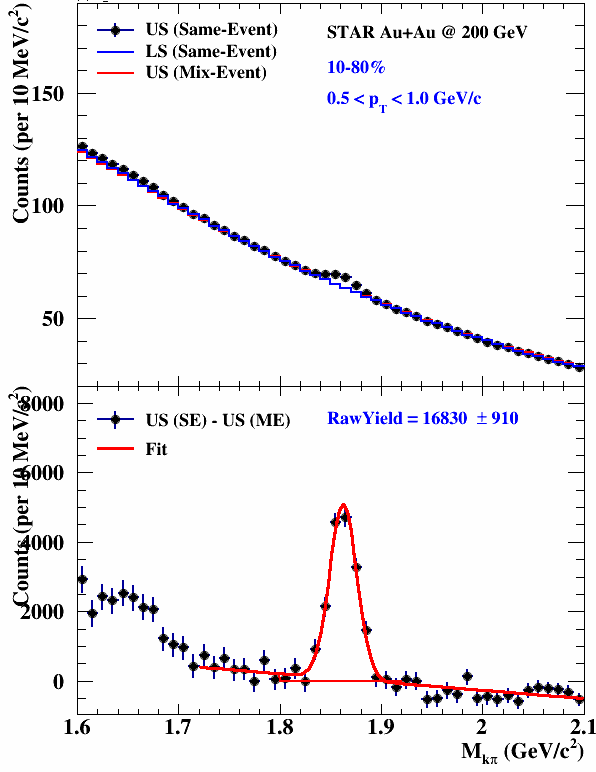 US (Same-Event)
LS (Same-Event)
US (Mix-Event)
STAR Au+Au @ 200 GeV
10-80%
0.5 < pT < 1.0 GeV/c
Counts (per 10 MeV/c²)
150
100
50
US (SE) - US (ME)
Fit
RawYield = 16830 ± 910
Counts (per 10 MeV/c²)
8000
6000
4000
2000
0
1.6 1.7 1.8 1.9 2 2.1
Mkπ (GeV/c²)